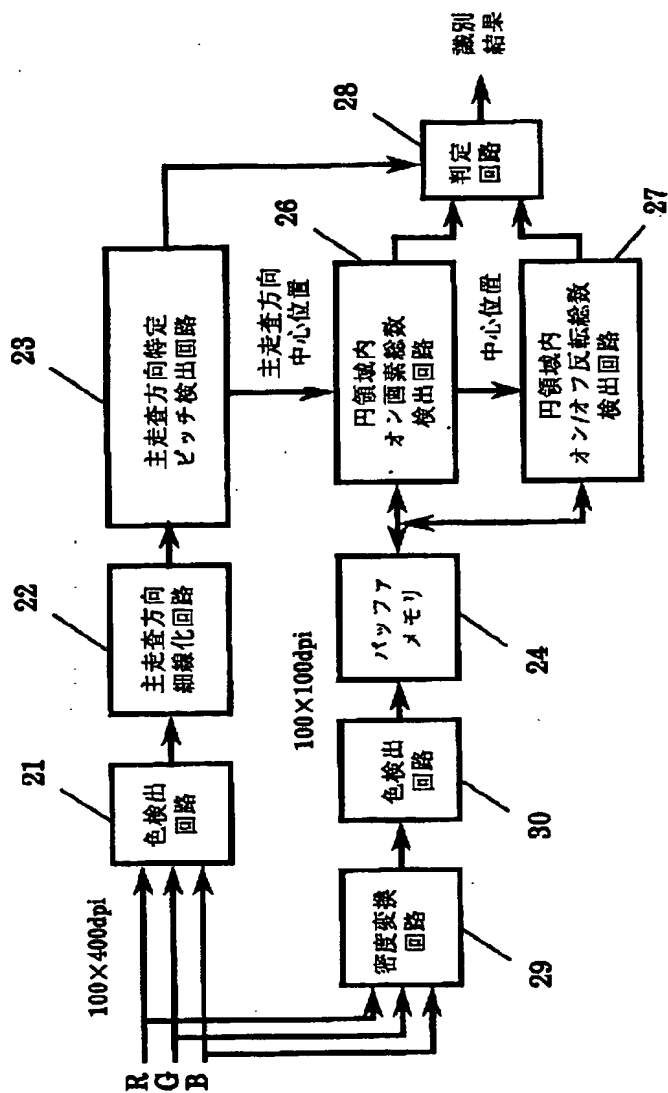 R
G
B
100×400dpi
21
色検出
回路
22
主走査方向
細線化回路
23
主走査方向特定
ピッチ検出回路
主走査方向
中心位置
29
密度変換
回路
30
色検出
回路
100×100dpi
24
バッファ
メモリ
26
円領域内
オン画素総数
検出回路
中心位置
27
円領域内
オン/オフ反転総数
検出回路
28
判定
回路
識別
結果